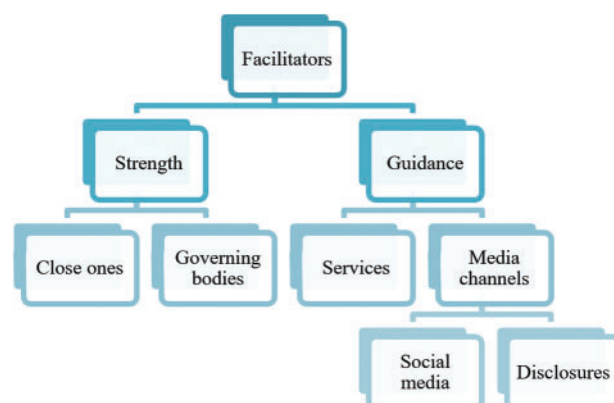 Facilitators
Strength
Guidance
Close ones
Governing
bodies
Services
Media
channels
Social
media
Disclosures